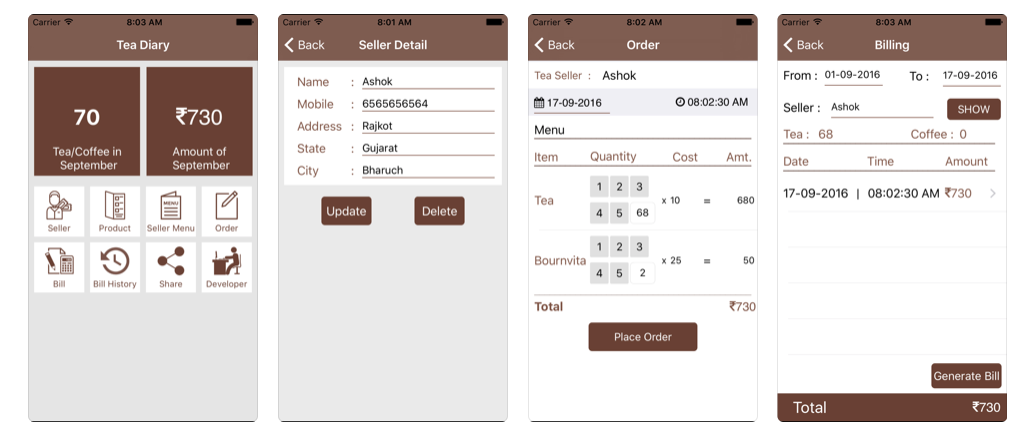 Carrier 8:03 AM
Tea Diary
70
Tea/Coffee in
September
₹730
Amount of
September
Seller
Product
MENU
Seller Menu
Order
Bill
Bill History
Share
Developer
Carrier 8:01 AM
Back Seller Detail
Name : Ashok
Mobile : 6565656564
Address : Rajkot
State : Gujarat
City : Bharuch
Update Delete
Carrier 8:02 AM
Back Order
Tea Seller : Ashok
17-09-2016 08:02:30 AM
Menu
Item Quantity Cost Amt.
1 2 3
Tea x 10 = 680
4 5 68
1 2 3
Bournvita x 25 = 50
4 5 2
Total ₹730
Place Order
Carrier 8:03 AM
Back Billing
From : 01-09-2016 To : 17-09-2016
Seller : Ashok SHOW
Tea : 68 Coffee : 0
Date Time Amount
17-09-2016 | 08:02:30 AM ₹730
Generate Bill
Total ₹730